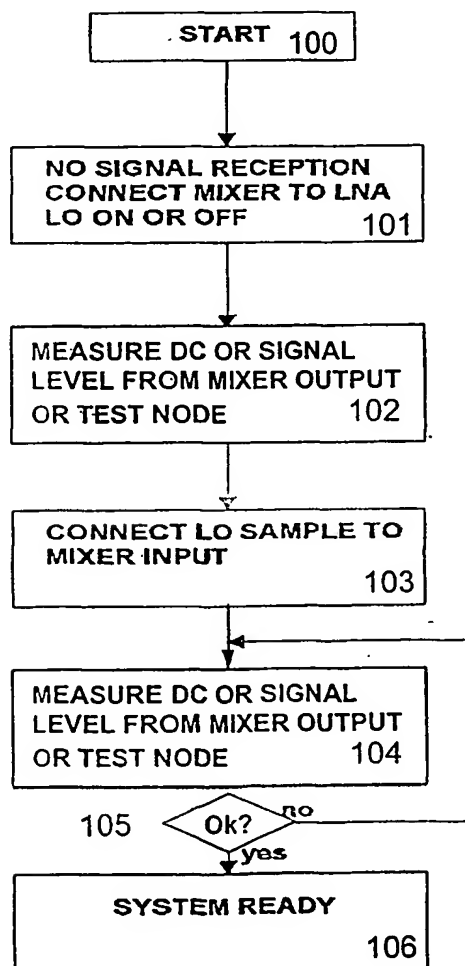 START 100
NO SIGNAL RECEPTION
CONNECT MIXER TO LNA
LO ON OR OFF 101
MEASURE DC OR SIGNAL
LEVEL FROM MIXER OUTPUT
OR TEST NODE 102
CONNECT LO SAMPLE TO
MIXER INPUT
103
MEASURE DC OR SIGNAL
LEVEL FROM MIXER OUTPUT
OR TEST NODE 104
105 Ok? no
yes
SYSTEM READY
106